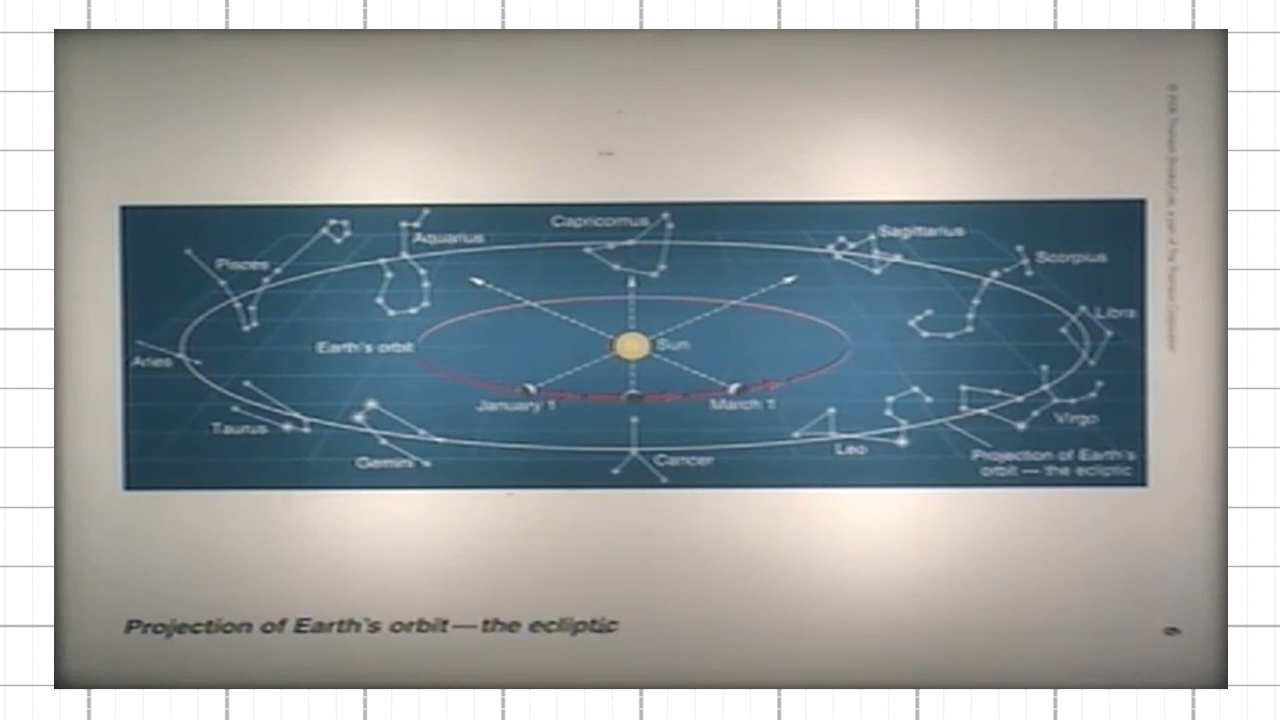 Capricornus
Aquarius
Sagittarius
Pisces
Scorpius
Libra
Earth's orbit
Sun
Aries
January 1
March 1
Taurus
Virgo
Leo
Gemini
Cancer
Projection of Earth's
orbit — the ecliptic
Projection of Earth's orbit—the ecliptic